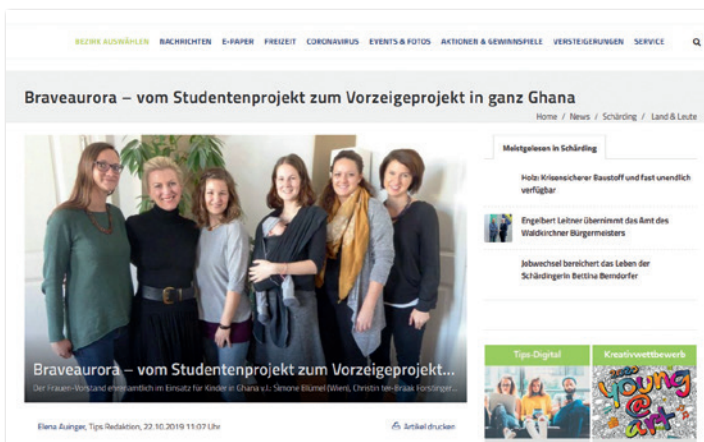 BEZIRK AUSWÄHLEN NACHRICHTEN E-PAPER FREIZEIT CORONAVIRUS EVENTS & FOTOS AKTIONEN & GEWINNSPIELE VERSTEIGERUNGEN SERVICE
Braveaurora – vom Studentenprojekt zum Vorzeigeprojekt in ganz Ghana
Home / News / Schärding / Land & Leute
Braveaurora – vom Studentenprojekt zum Vorzeigeprojekt...
Der Frauen-Vorstand ehrenamtlich im Einsatz für Kinder in Ghana v.l.: Simone Blümel (Wien), Christin ter-Braak Forstinger...
Elena Auinger, Tips Redaktion, 22.10.2019 11:07 Uhr
Artikel drucken
Meistgelesen in Schärding
Holz: Krisensicherer Baustoff und fast unendlich
verfügbar
Engelbert Leitner übernimmt das Amt des
Waldkirchner Bürgermeisters
Jobwechsel bereichert das Leben der
Schärdingerin Bettina Berndorfer
Tips-Digital
Kreativwettbewerb
2020
young
@
art